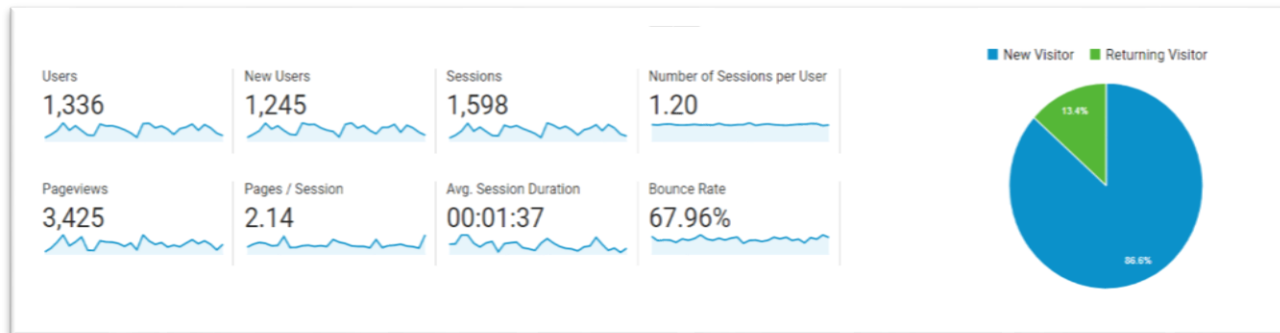 Users
1,336
New Users
1,245
Sessions
1,598
Number of Sessions per User
1.20
Pageviews
3,425
Pages / Session
2.14
Avg. Session Duration
00:01:37
Bounce Rate
67.96%
New Visitor
Returning Visitor
13.4%
86.6%